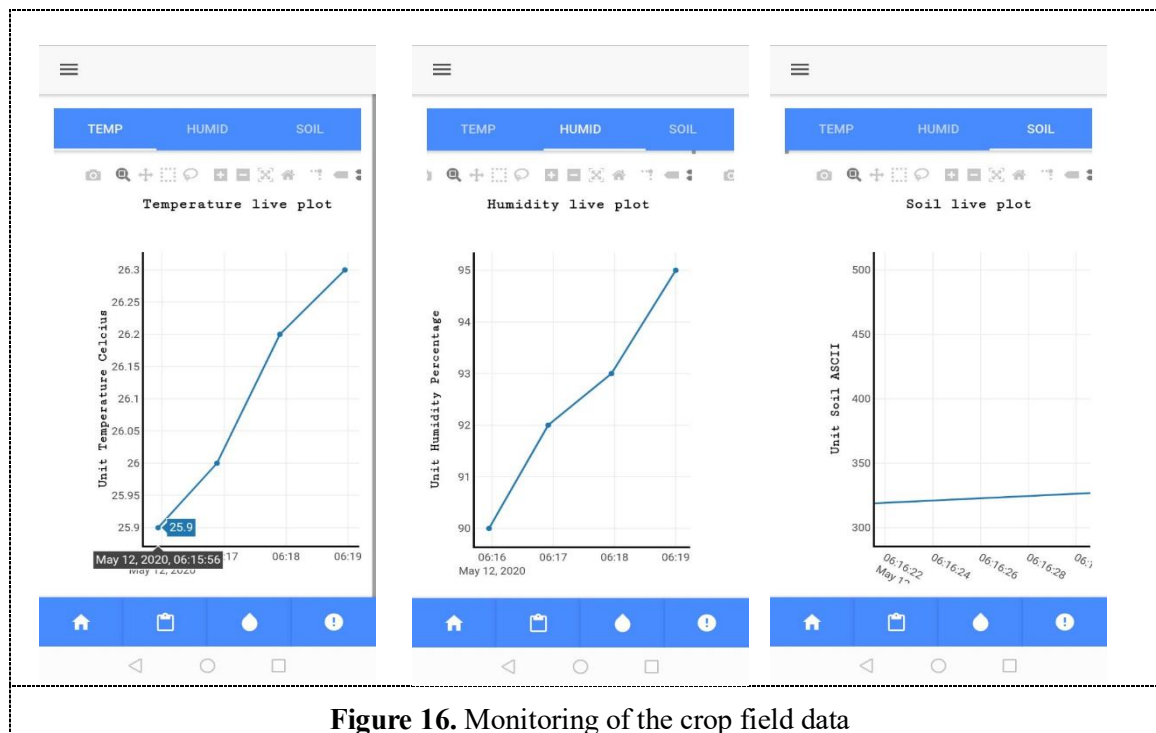 TEMP HUMID SOIL
Temperature live plot
Unit Temperature Celcius
26.3
26.25
26.2
26.15
26.1
26.05
26
25.95
25.9
25.9
May 12, 2020, 06:15:56
:17 06:18 06:19
May 12, 2020
TEMP HUMID SOIL
Humidity live plot
Unit Humidity Percentage
95
94
93
92
91
90
06:16 06:17 06:18 06:19
May 12, 2020
TEMP HUMID SOIL
Soil live plot
Unit Soil ASCII
500
450
400
350
300
06:16:22 06:16:24 06:16:26 06:16:28
Figure 16. Monitoring of the crop field data